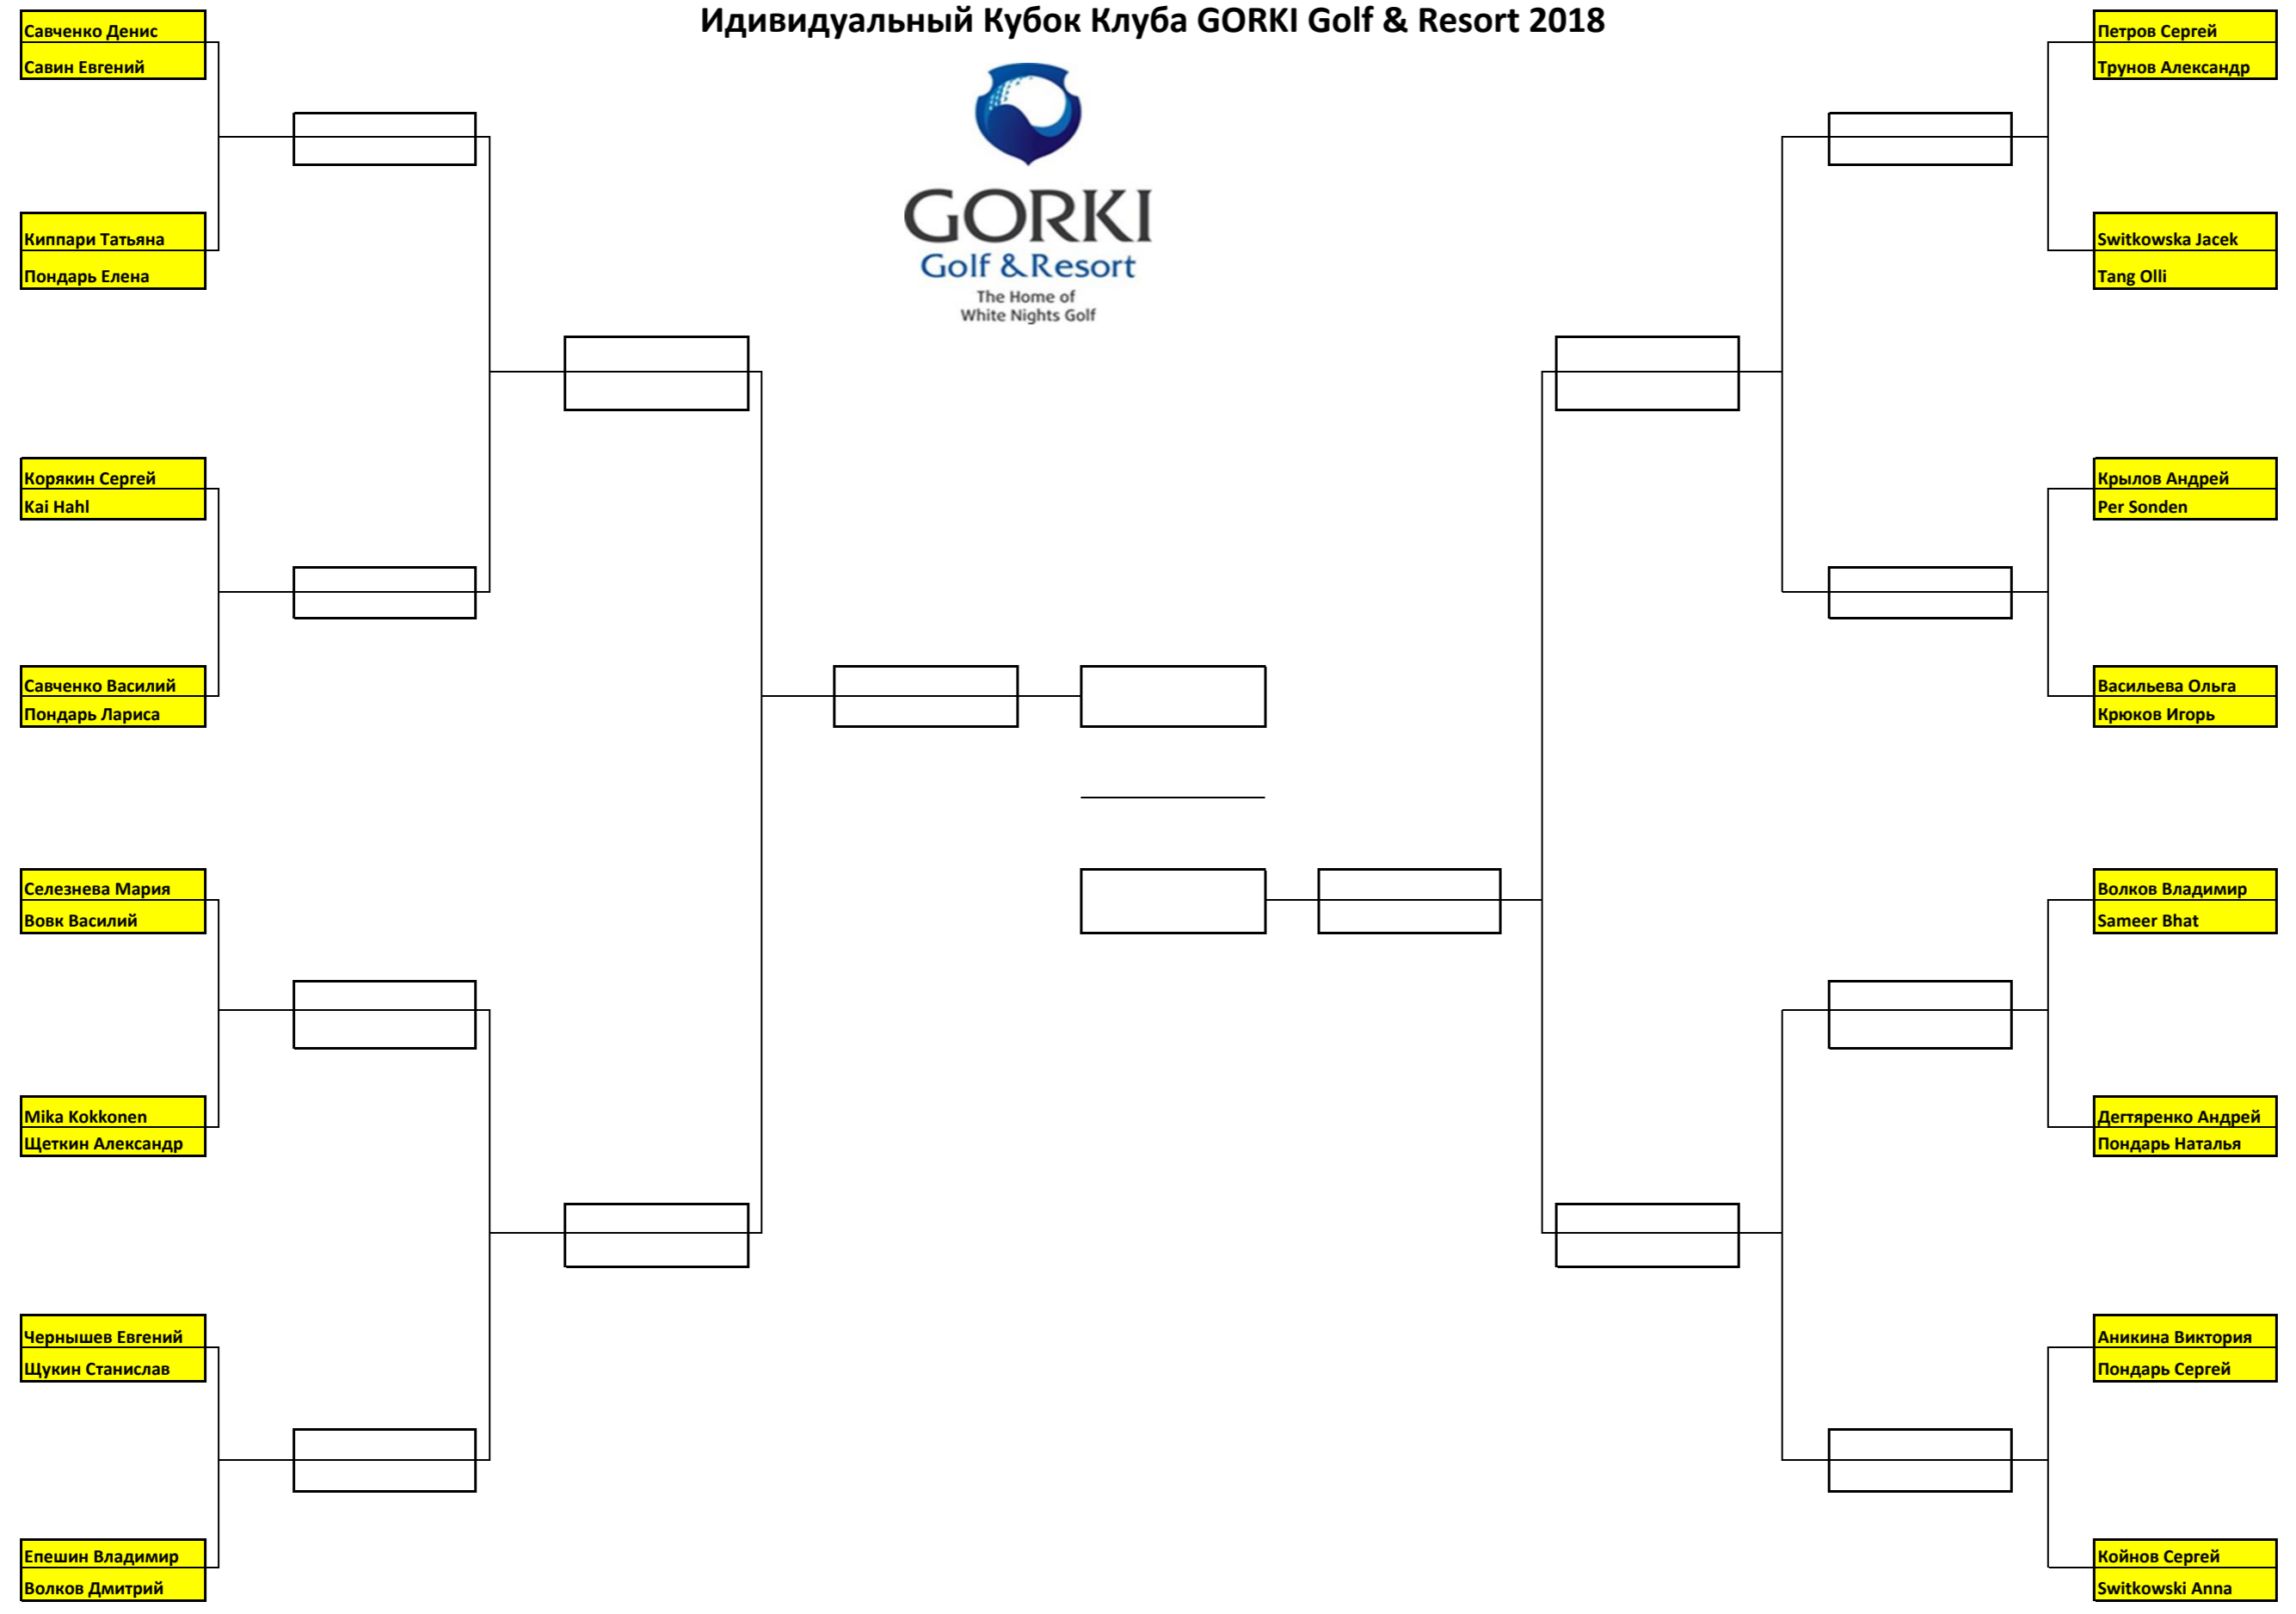 Идивидуальный Кубок Клуба GORKI Golf & Resort 2018
GORKI
Golf & Resort
The Home of
White Nights Golf
Савченко Денис
Савин Евгений
Киппари Татьяна
Пондарь Елена
Корякин Сергей
Kai Hahl
Савченко Василий
Пондарь Лариса
Селезнева Мария
Вовк Василий
Mika Kokkonen
Щеткин Александр
Чернышев Евгений
Щукин Станислав
Епешин Владимир
Волков Дмитрий
Петров Сергей
Трунов Александр
Switkowska Jacek
Tang Olli
Крылов Андрей
Per Sonden
Васильева Ольга
Крюков Игорь
Волков Владимир
Sameer Bhat
Дегтяренко Андрей
Пондарь Наталья
Аникина Виктория
Пондарь Сергей
Койнов Сергей
Switkowski Anna